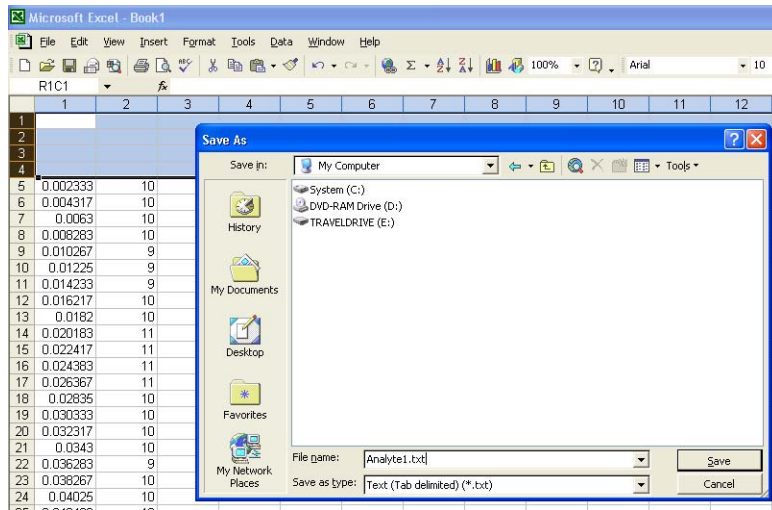 Microsoft Excel - Book1
File Edit View Insert Format Tools Data Window Help
100% Arial 10
R1C1 fx
1 2 3 4 5 6 7 8 9 10 11 12
1
2
3
4
5 0.002333 10
6 0.004317 10
7 0.0063 10
8 0.008283 10
9 0.010267 9
10 0.01225 9
11 0.014233 9
12 0.016217 10
13 0.0182 10
14 0.020183 11
15 0.022417 11
16 0.024383 11
17 0.026367 11
18 0.02835 10
19 0.030333 10
20 0.032317 10
21 0.0343 10
22 0.036283 9
23 0.038267 10
24 0.04025 10
Save As
Save in: My Computer Tools
System (C:)
DVD-RAM Drive (D:)
TRAVELDRIVE (E:)
History
My Documents
Desktop
Favorites
My Network Places
File name: Analyte1.txt Save
Save as type: Text (Tab delimited) (*.txt) Cancel